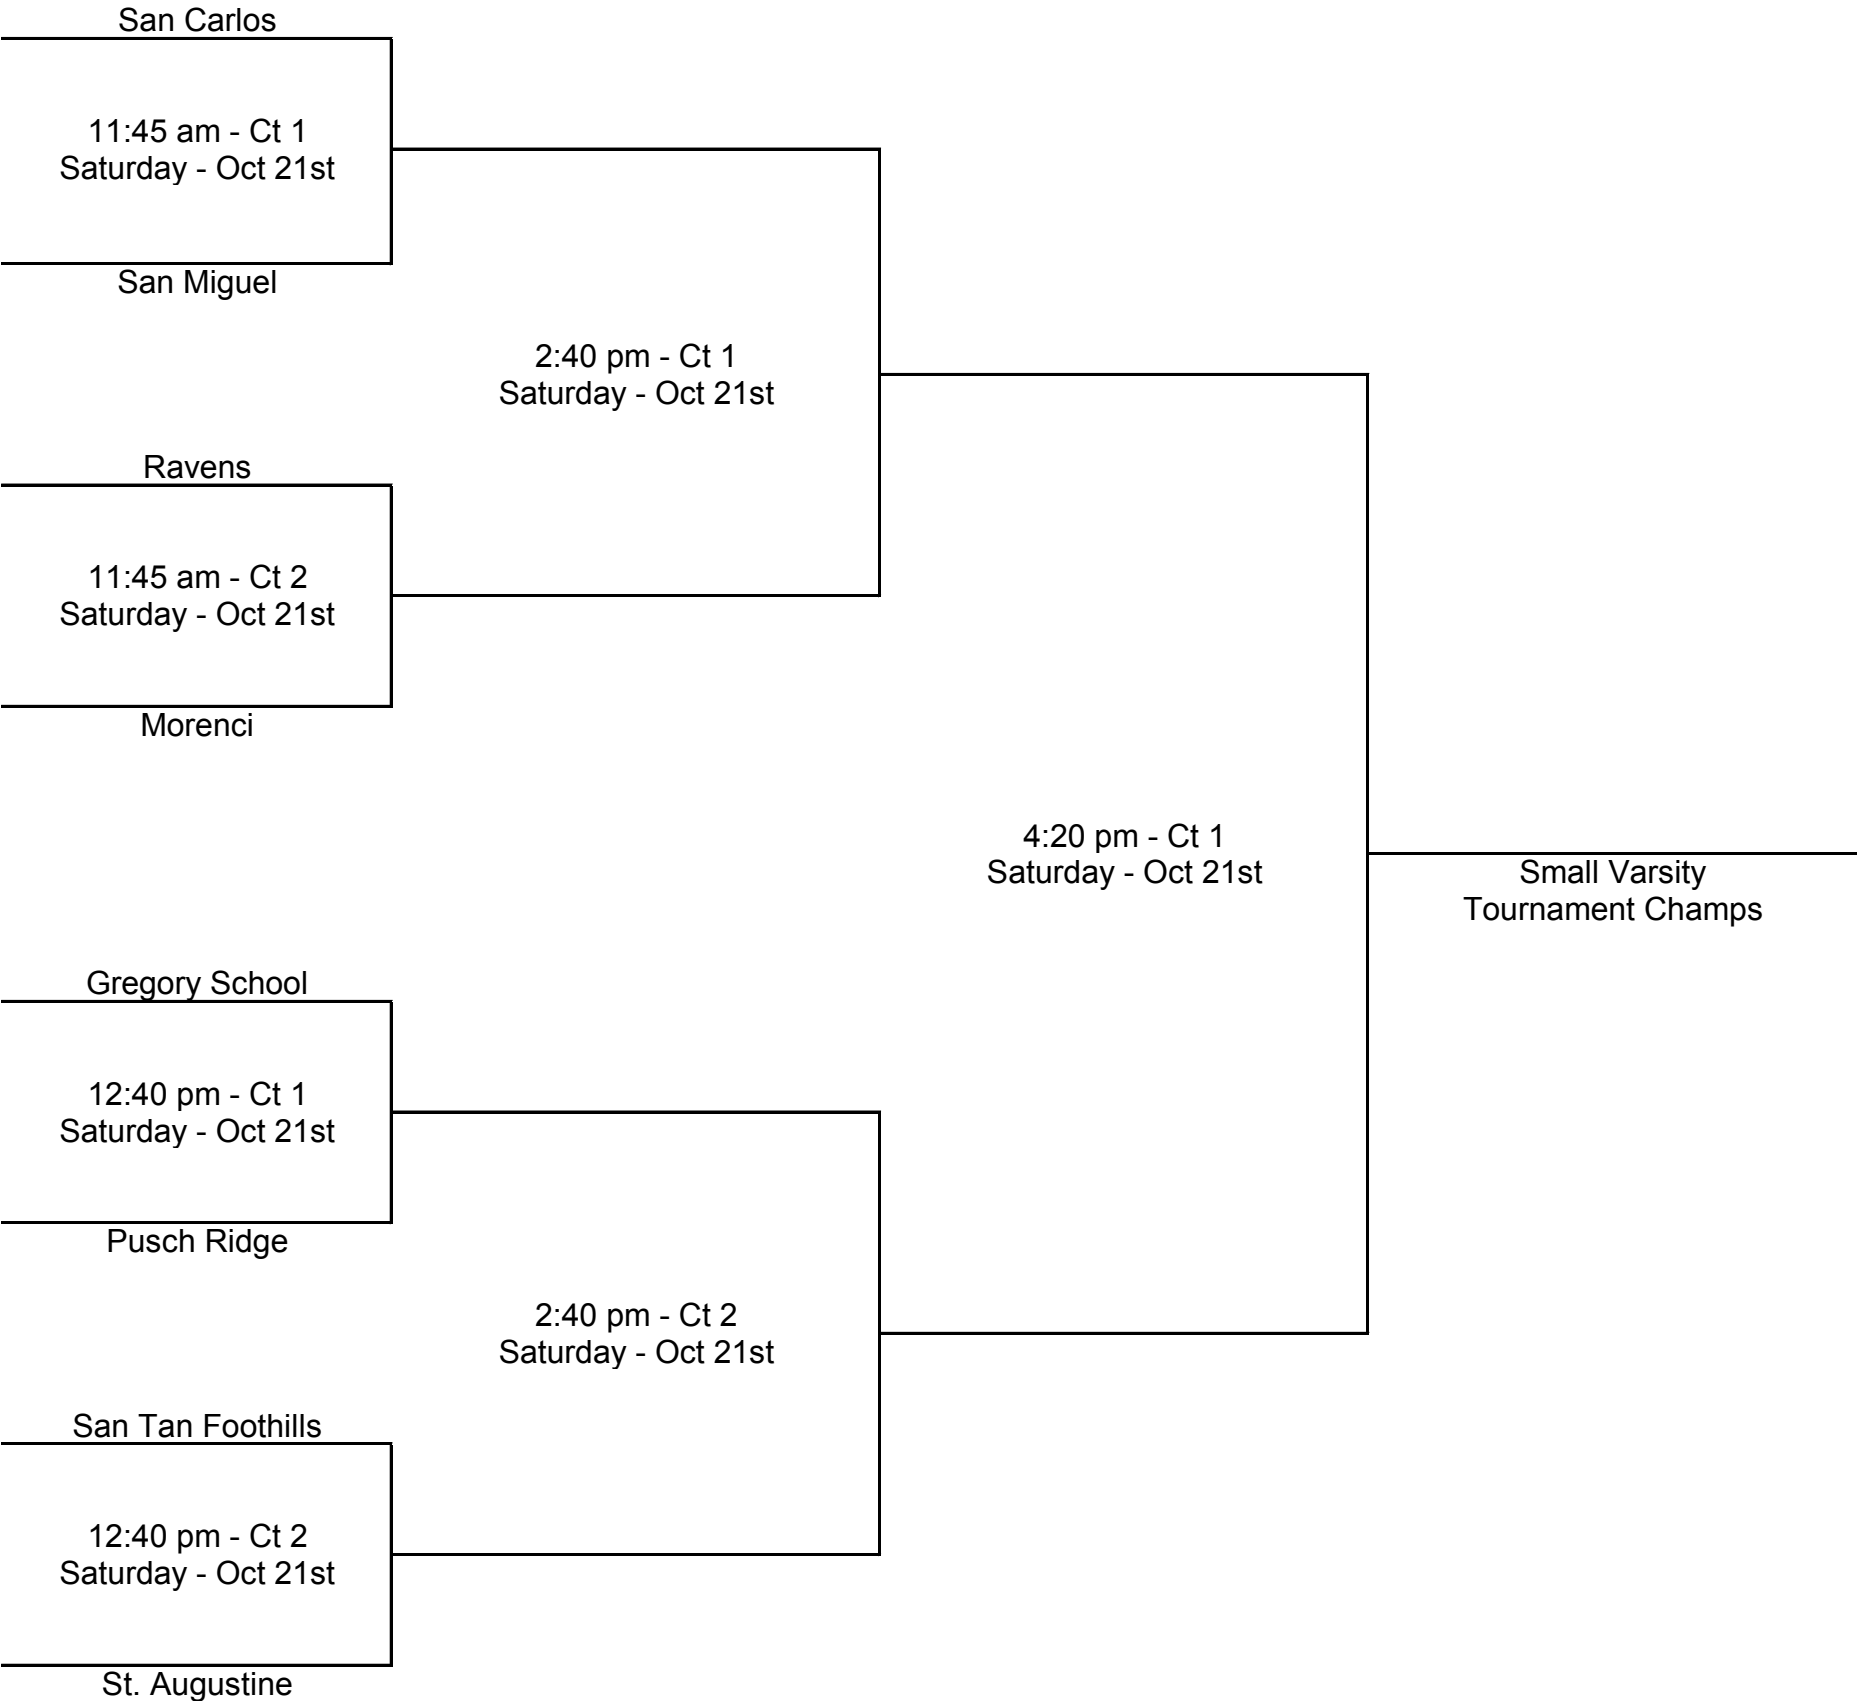 San Carlos
11:45 am - Ct 1
Saturday - Oct 21st
San Miguel
2:40 pm - Ct 1
Saturday - Oct 21st
Ravens
11:45 am - Ct 2
Saturday - Oct 21st
Morenci
4:20 pm - Ct 1
Saturday - Oct 21st
Small Varsity
Tournament Champs
Gregory School
12:40 pm - Ct 1
Saturday - Oct 21st
Pusch Ridge
2:40 pm - Ct 2
Saturday - Oct 21st
San Tan Foothills
12:40 pm - Ct 2
Saturday - Oct 21st
St. Augustine